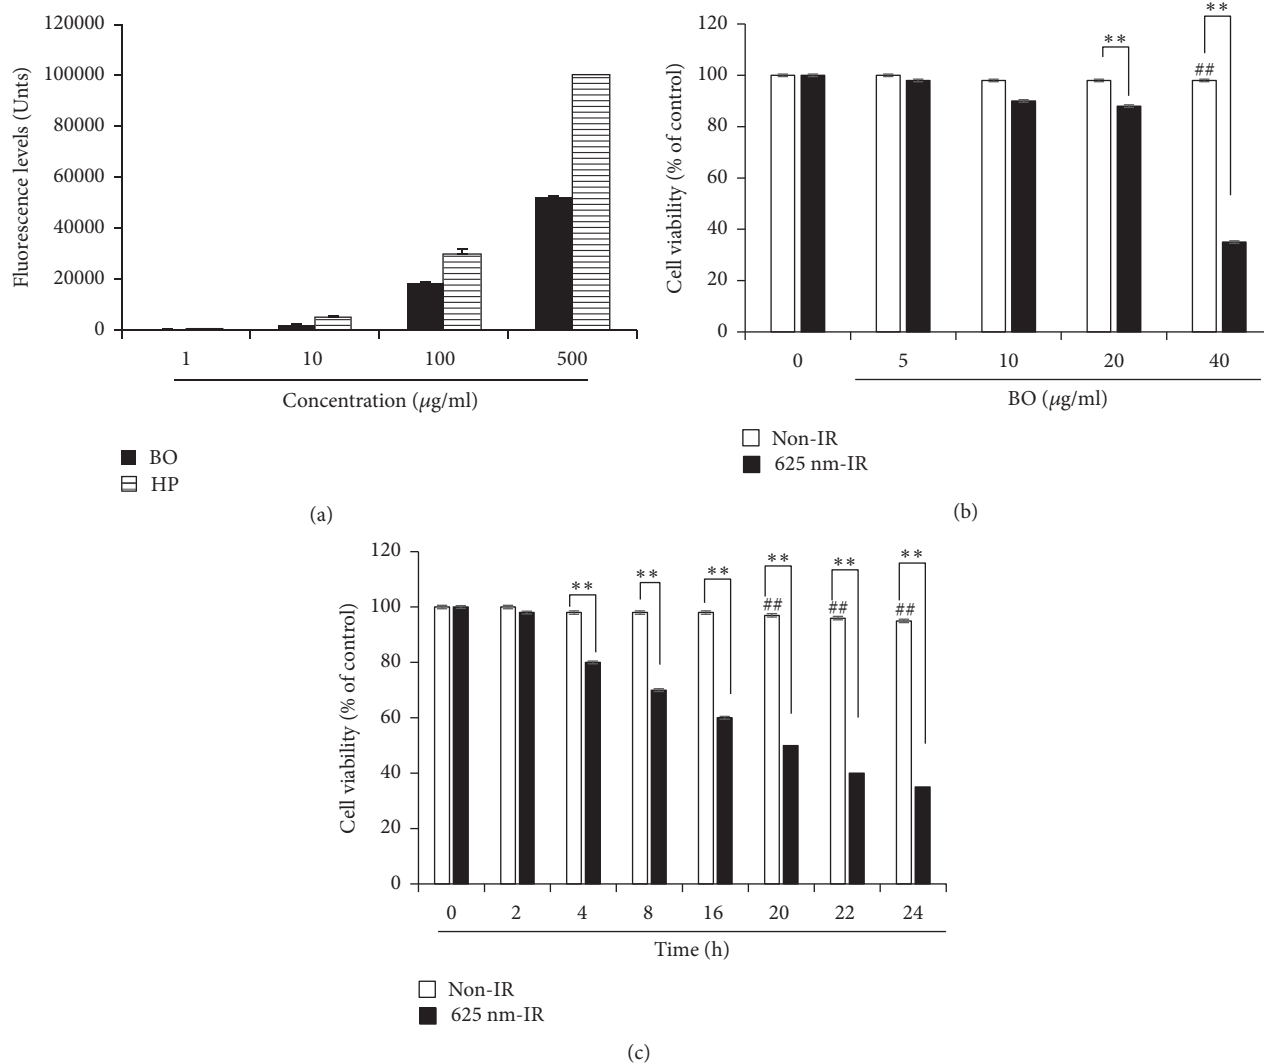 120000
100000
80000
60000
40000
20000
0
Fluorescence levels (Unts)
1 10 100 500
Concentration (μg/ml)
BO
HP
(a)
120
100
80
60
40
20
0
Cell viability (% of control)
**
**
##
0 5 10 20 40
BO (μg/ml)
Non-IR
625 nm-IR
(b)
120
100
80
60
40
20
0
Cell viability (% of control)
** ** ** ** ** **
## ## ##
0 2 4 8 16 20 22 24
Time (h)
Non-IR
625 nm-IR
(c)